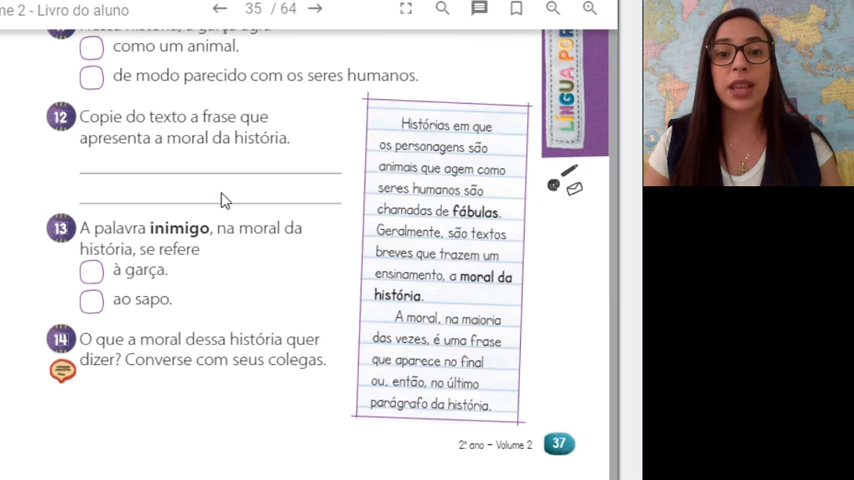 me 2 - Livro do aluno
35 / 64
como um animal.
de modo parecido com os seres humanos.
12 Copie do texto a frase que
apresenta a moral da história.
13 A palavra inimigo, na moral da
história, se refere
à garça.
ao sapo.
14 O que a moral dessa história quer
dizer? Converse com seus colegas.
Histórias em que
os personagens são
animais que agem como
seres humanos são
chamadas de fábulas.
Geralmente, são textos
breves que trazem um
ensinamento, a moral da
história.
A moral, na maioria
das vezes, é uma frase
que aparece no final
ou, então, no último
parágrafo da história.
LÍNGUA POR
2º ano – Volume 2
37